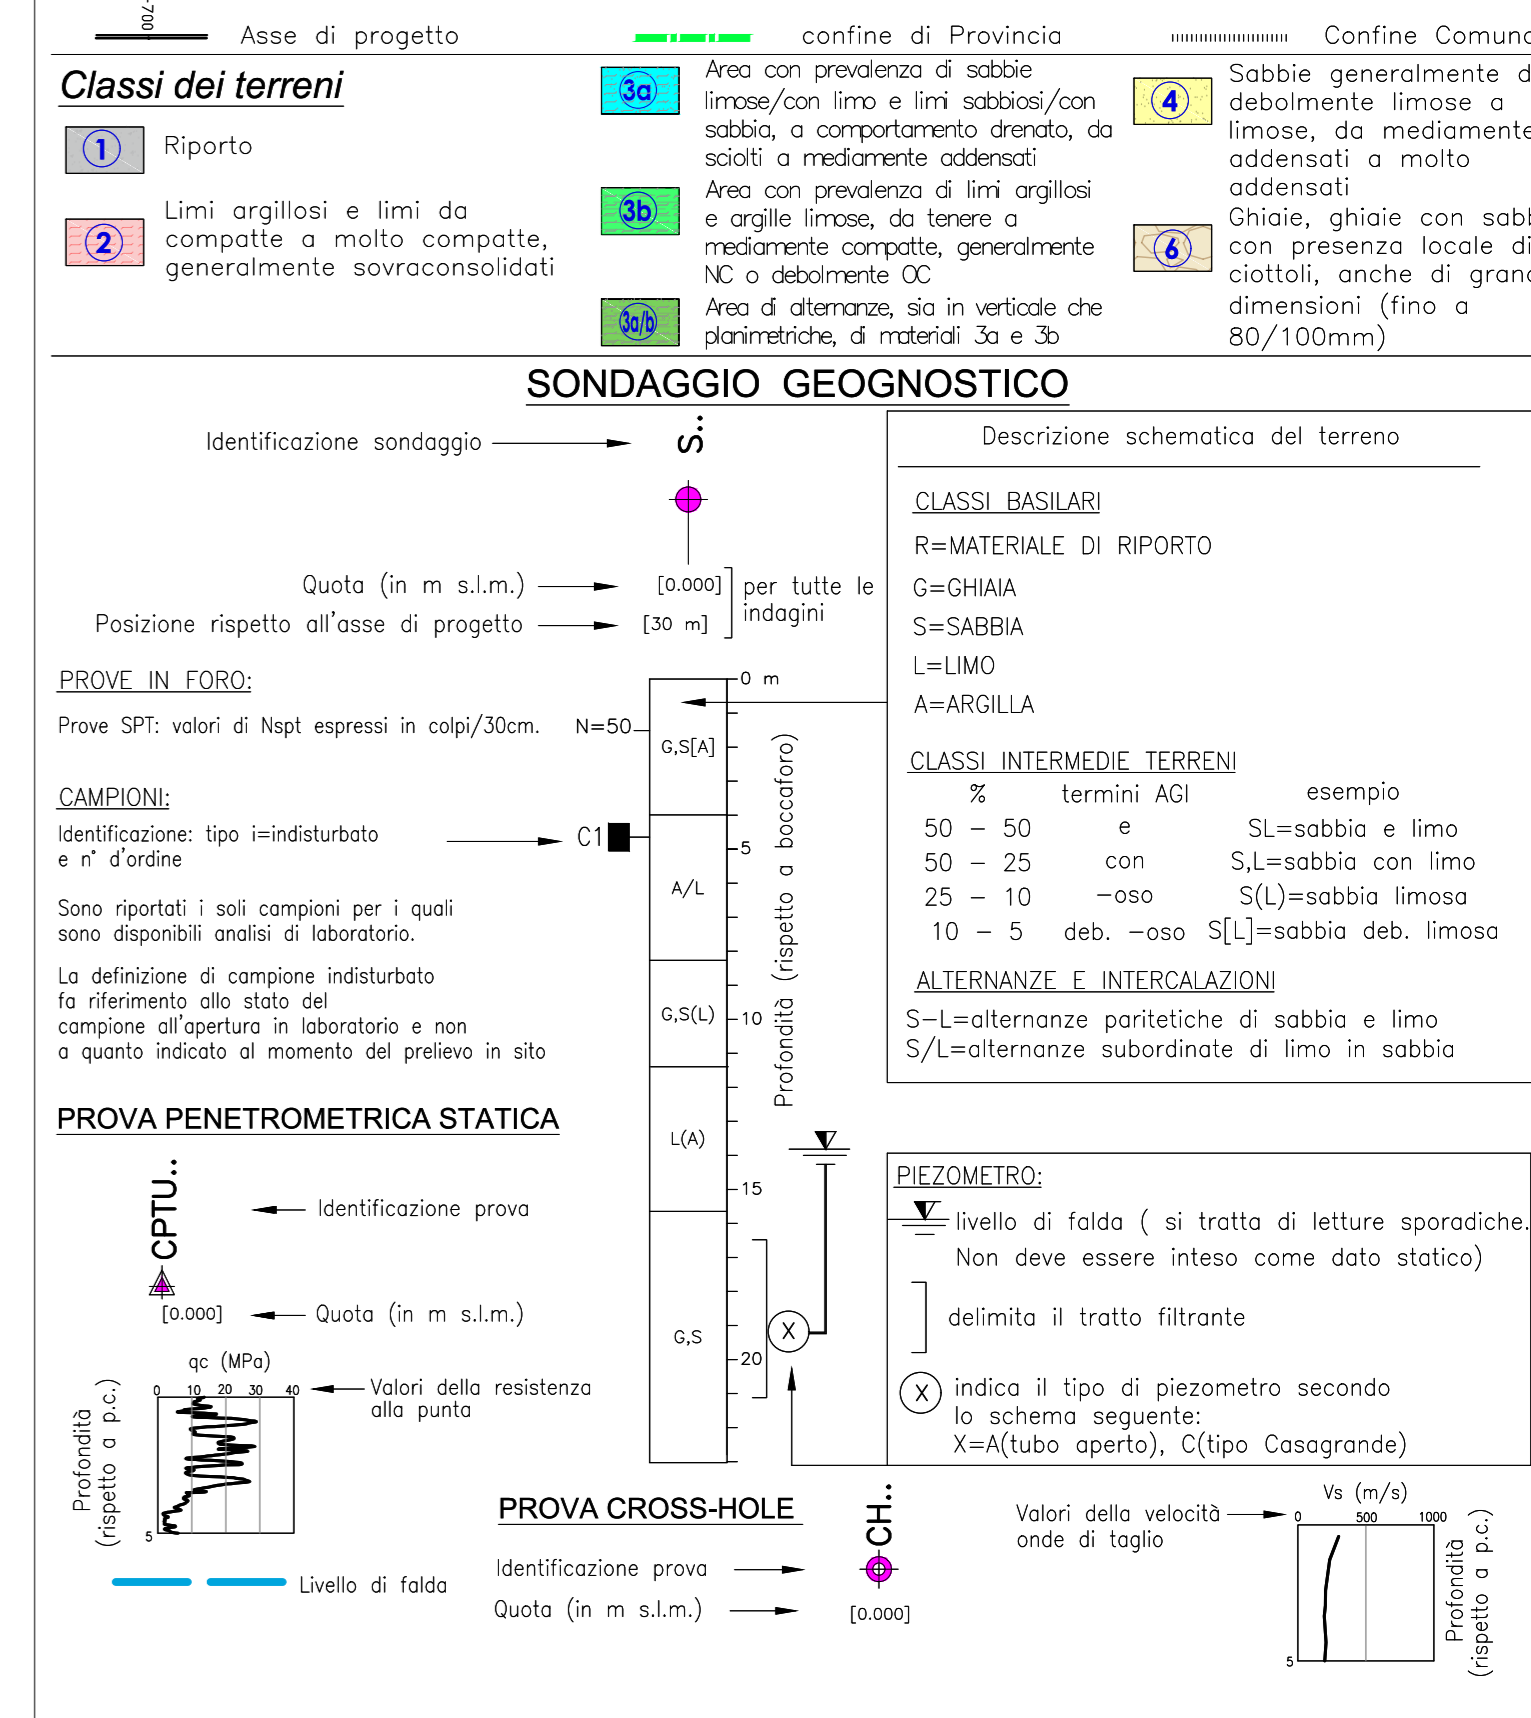 -700
Asse di progetto
confine di Provincia
Confine Comuna
Classi dei terreni
1
Riporto
2
Limi argillosi e limi da
compatte a molto compatte,
generalmente sovraconsolidati
3a
Area con prevalenza di sabbie
limose/con limo e limi sabbiosi/con
sabbia, a comportamento drenato, da
sciolti a mediamente addensati
3b
Area con prevalenza di limi argillosi
e argille limose, da tenere a
mediamente compatte, generalmente
NC o debolmente OC
3a/b
Area di alternanze, sia in verticale che
planimetriche, di materiali 3a e 3b
4
Sabbie generalmente d
debolmente limose a
limose, da mediamente
addensati a molto
addensati
6
Ghiaie, ghiaie con sabb
con presenza locale di
ciottoli, anche di grand
dimensioni (fino a
80/100mm)
SONDAGGIO GEOGNOSTICO
Identificazione sondaggio
S..
Quota (in m s.l.m.)
[0.000]
Posizione rispetto all'asse di progetto
[30 m]
per tutte le
indagini
PROVE IN FORO:
Prove SPT: valori di Nspt espressi in colpi/30cm.
N=50
CAMPIONI:
Identificazione: tipo i=indisturbato
e n° d'ordine
C1
Sono riportati i soli campioni per i quali
sono disponibili analisi di laboratorio.
La definizione di campione indisturbato
fa riferimento allo stato del
campione all'apertura in laboratorio e non
a quanto indicato al momento del prelievo in sito
0 m
5
10
15
20
G,S[A]
A/L
G,S(L)
L(A)
G,S
Profondità (rispetto a boccaforo)
X
Descrizione schematica del terreno
CLASSI BASILARI
R=MATERIALE DI RIPORTO
G=GHIAIA
S=SABBIA
L=LIMO
A=ARGILLA
CLASSI INTERMEDIE TERRENI
% termini AGI esempio
50 – 50 e SL=sabbia e limo
50 – 25 con S,L=sabbia con limo
25 – 10 –oso S(L)=sabbia limosa
10 – 5 deb. –oso S[L]=sabbia deb. limosa
ALTERNANZE E INTERCALAZIONI
S–L=alternanze paritetiche di sabbia e limo
S/L=alternanze subordinate di limo in sabbia
PROVA PENETROMETRICA STATICA
CPTU..
Identificazione prova
[0.000]
Quota (in m s.l.m.)
qc (MPa)
0 10 20 30 40
Valori della resistenza
alla punta
Profondità
(rispetto a p.c.)
5
Livello di falda
PIEZOMETRO:
livello di falda ( si tratta di letture sporadiche.
Non deve essere inteso come dato statico)
delimita il tratto filtrante
X
indica il tipo di piezometro secondo
lo schema seguente:
X=A(tubo aperto), C(tipo Casagrande)
PROVA CROSS-HOLE
CH..
Identificazione prova
Quota (in m s.l.m.)
[0.000]
Valori della velocità
onde di taglio
Vs (m/s)
0 500 1000
Profondità
(rispetto a p.c.)
5